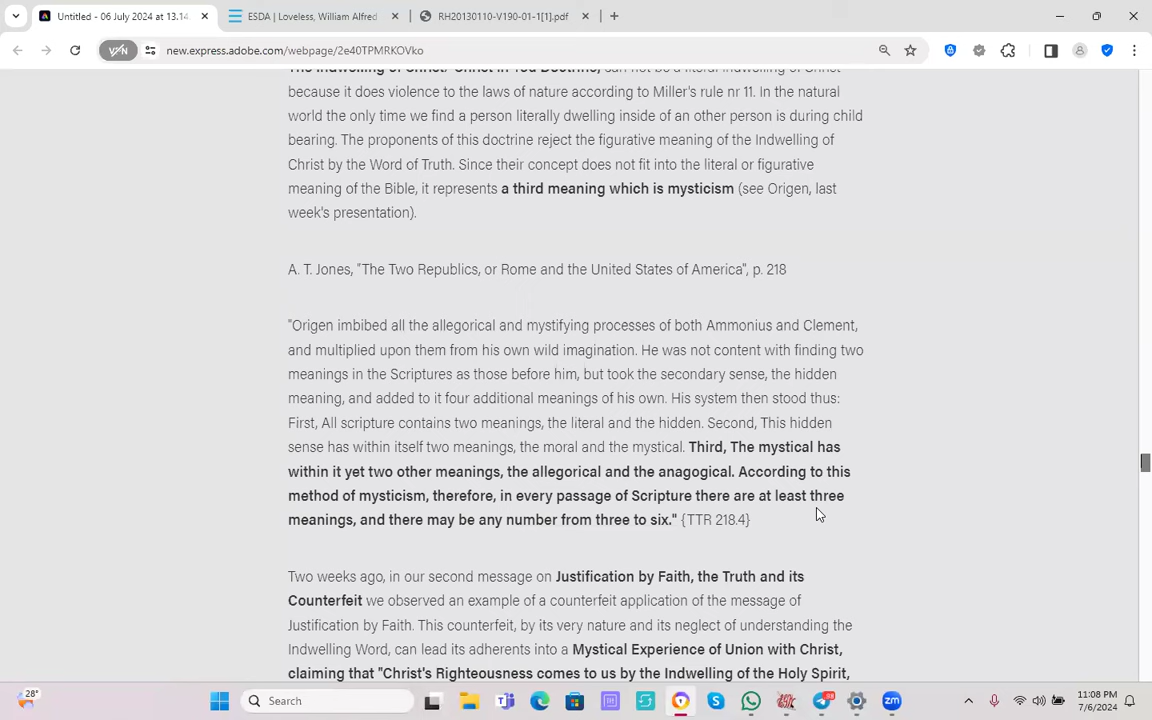 Untitled - 06 July 2024 at 13.14.
ESDA | Loveless, William Alfred
RH20130110-V190-01-1[1].pdf
VPN
new.express.adobe.com/webpage/2e40TPMRKOVko
The Indwelling of Christ/"Christ in You Doctrine, can not be a literal indwelling of Christ
because it does violence to the laws of nature according to Miller's rule nr 11. In the natural
world the only time we find a person literally dwelling inside of an other person is during child
bearing. The proponents of this doctrine reject the figurative meaning of the Indwelling of
Christ by the Word of Truth. Since their concept does not fit into the literal or figurative
meaning of the Bible, it represents a third meaning which is mysticism (see Origen, last
week's presentation).
A. T. Jones, "The Two Republics, or Rome and the United States of America", p. 218
"Origen imbibed all the allegorical and mystifying processes of both Ammonius and Clement,
and multiplied upon them from his own wild imagination. He was not content with finding two
meanings in the Scriptures as those before him, but took the secondary sense, the hidden
meaning, and added to it four additional meanings of his own. His system then stood thus:
First, All scripture contains two meanings, the literal and the hidden. Second, This hidden
sense has within itself two meanings, the moral and the mystical. Third, The mystical has
within it yet two other meanings, the allegorical and the anagogical. According to this
method of mysticism, therefore, in every passage of Scripture there are at least three
meanings, and there may be any number from three to six." {TTR 218.4}
Two weeks ago, in our second message on Justification by Faith, the Truth and its
Counterfeit we observed an example of a counterfeit application of the message of
Justification by Faith. This counterfeit, by its very nature and its neglect of understanding the
Indwelling Word, can lead its adherents into a Mystical Experience of Union with Christ,
claiming that "Christ's Righteousness comes to us by the Indwelling of the Holy Spirit,
28°
Search
11:08 PM
7/6/2024